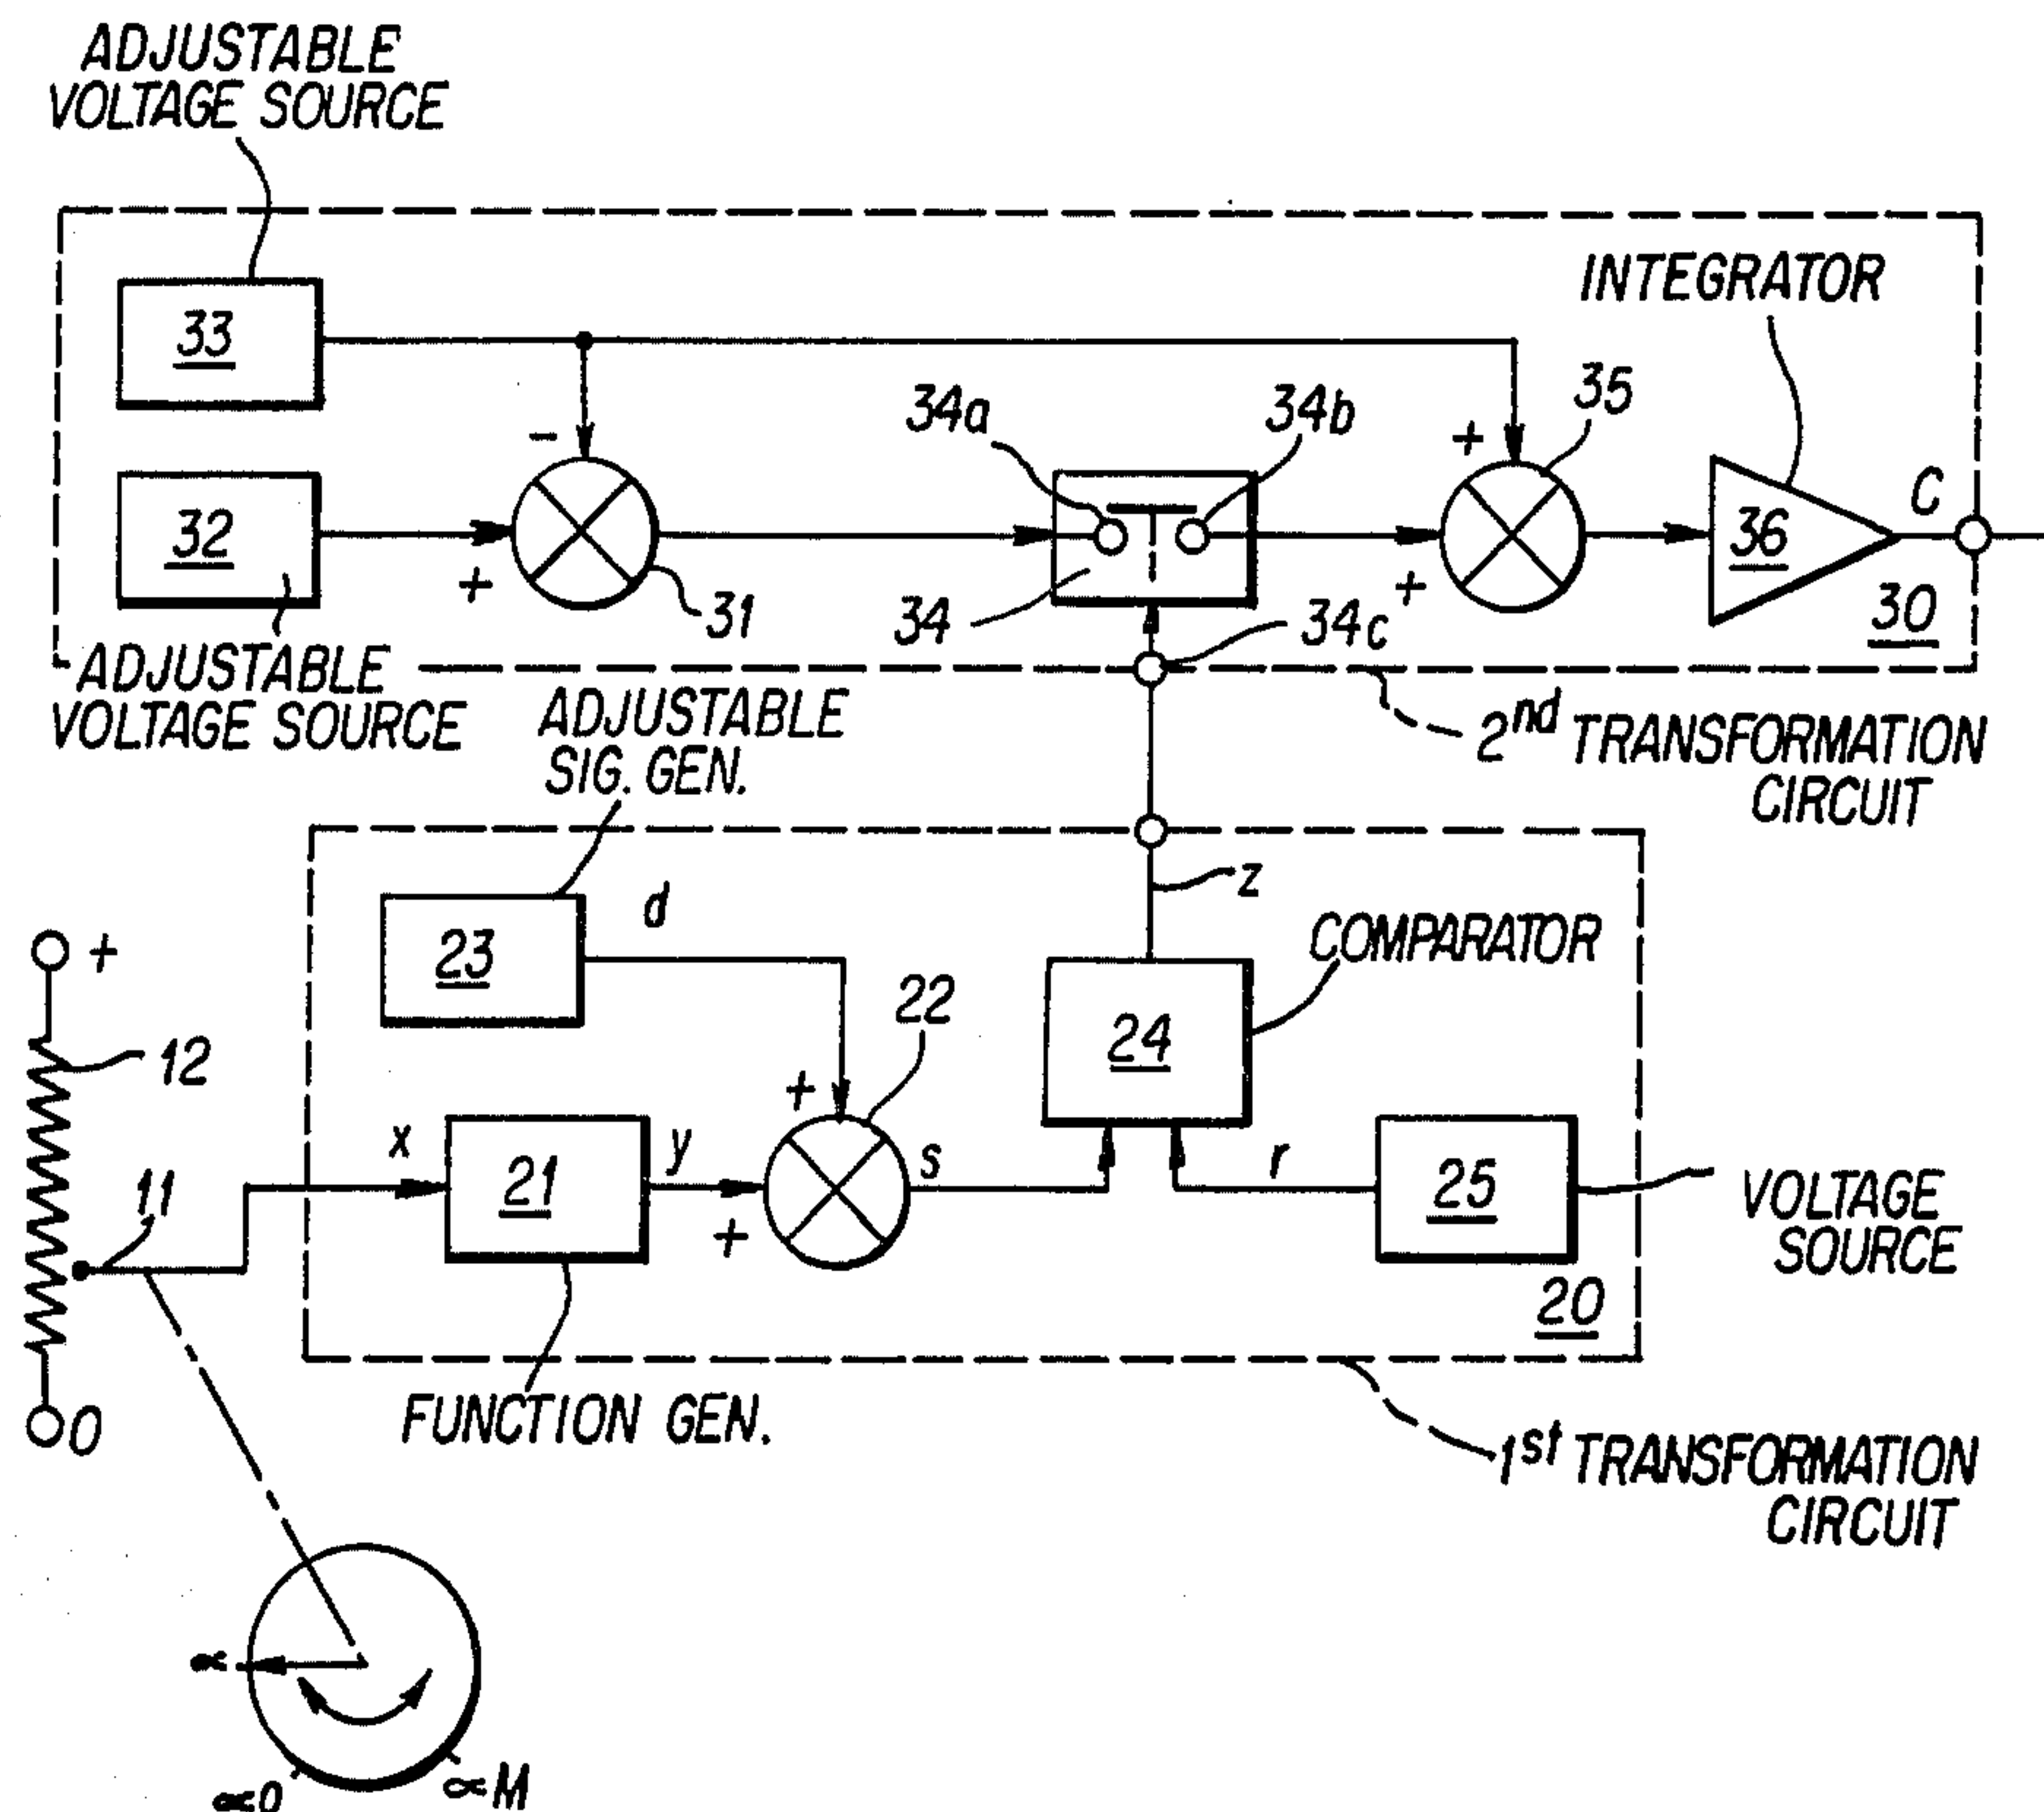 ADJUSTABLE
VOLTAGE SOURCE
INTEGRATOR
33
34a
34b
35
-
+
32
36
C
+
31
34
34c
+
30
ADJUSTABLE
VOLTAGE SOURCE
ADJUSTABLE
SIG. GEN.
2nd TRANSFORMATION
CIRCUIT
d
z
COMPARATOR
+
23
22
24
12
+
x
y
s
r
11
21
25
VOLTAGE
SOURCE
+
20
FUNCTION GEN.
O
1st TRANSFORMATION
CIRCUIT
∝
∝M
∝O